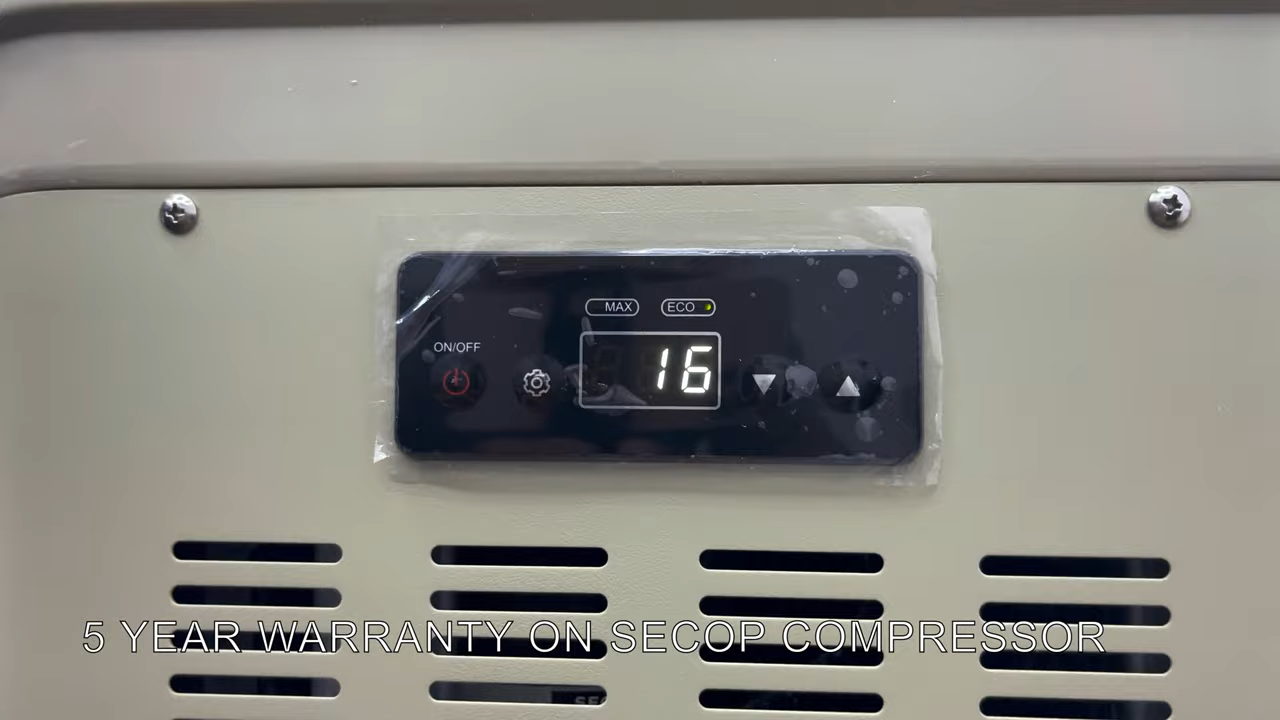 MAX ECO
ON/OFF
16
5 YEAR WARRANTY ON SECOP COMPRESSOR